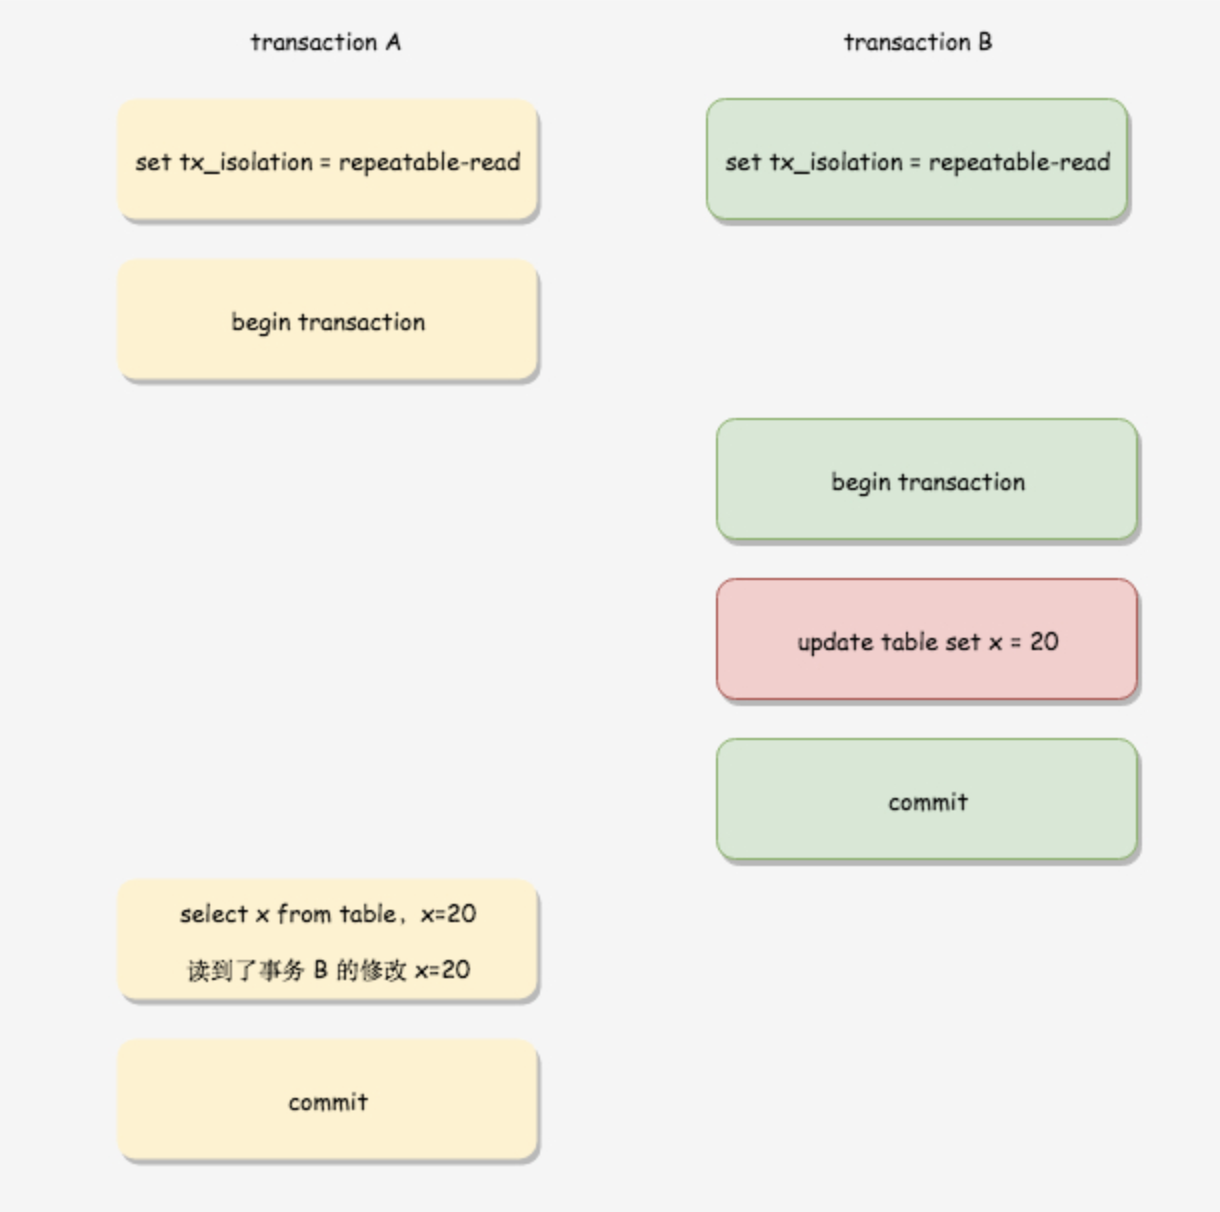 transaction A
transaction B
set tx_isolation = repeatable-read
set tx_isolation = repeatable-read
begin transaction
begin transaction
update table set x = 20
commit
select x from table，x=20
读到了事务 B 的修改 x=20
commit